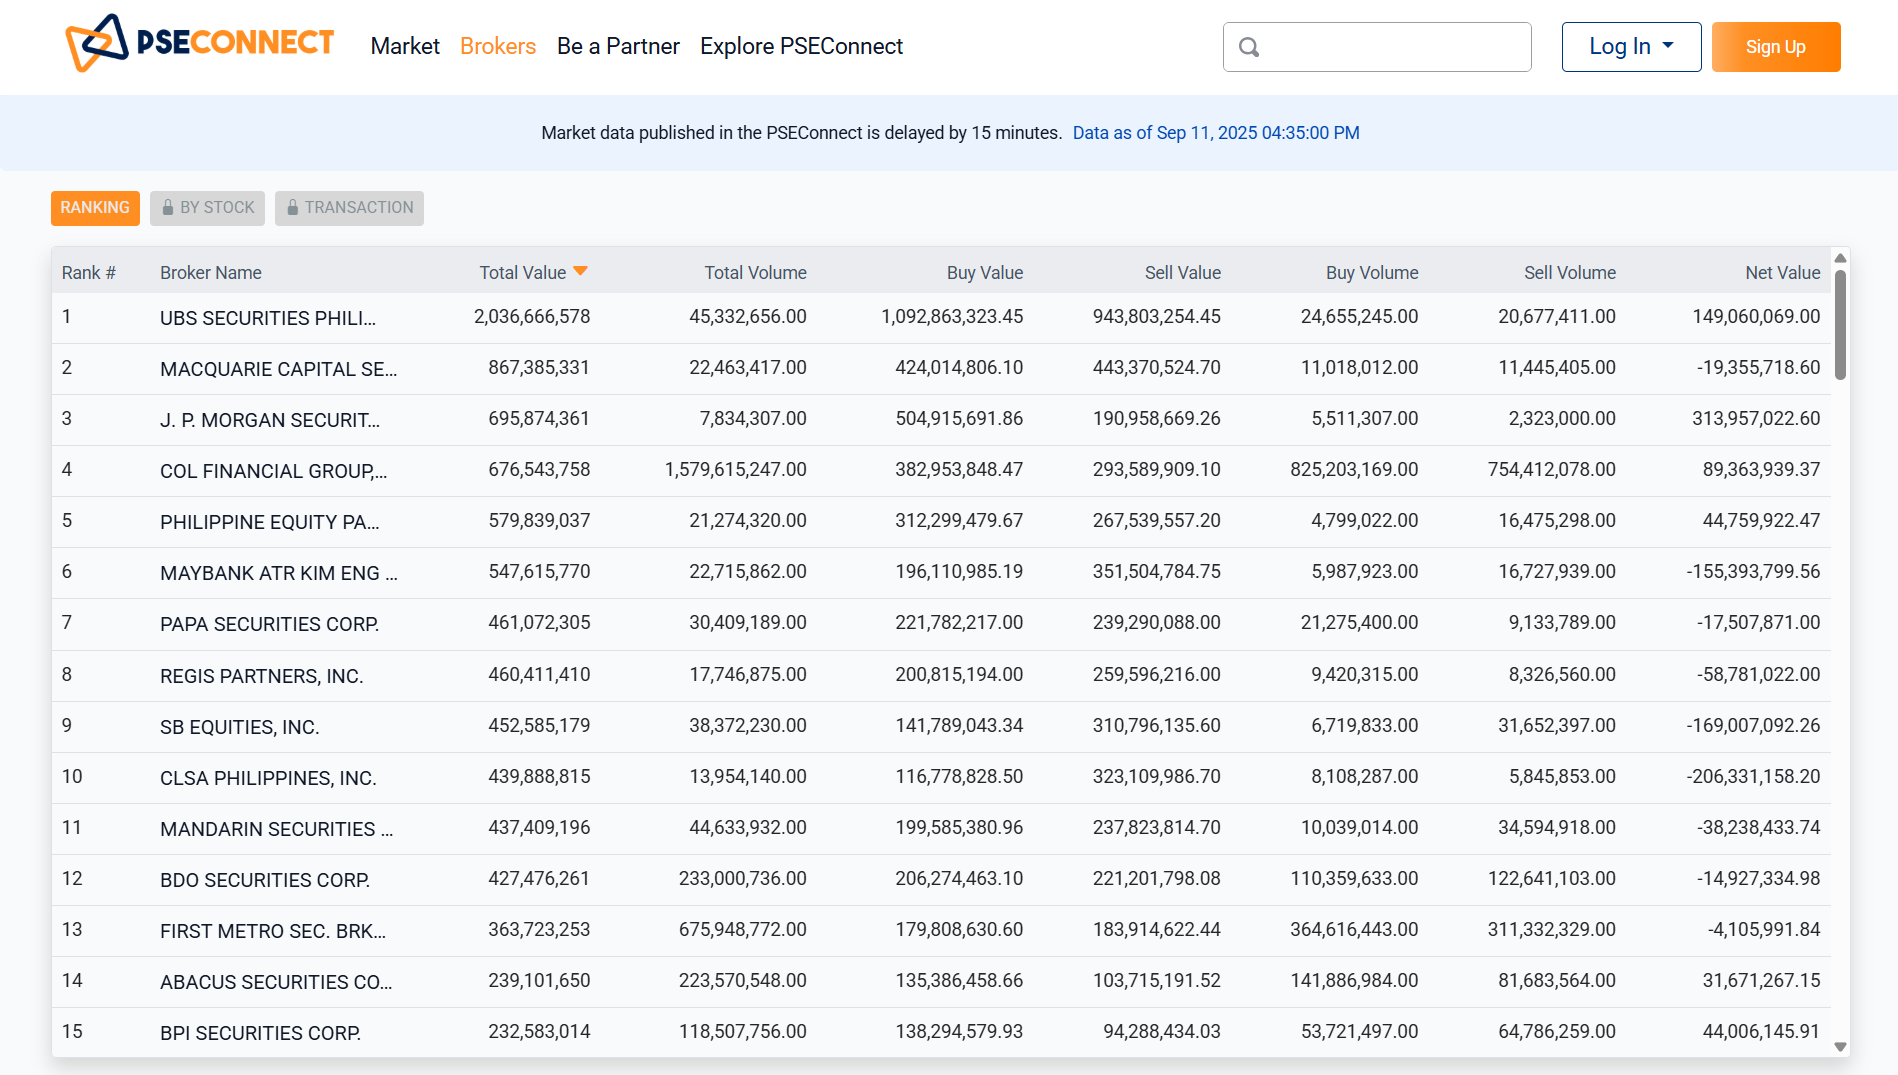 PSECONNECT Market Brokers Be a Partner Explore PSEConnect Log In Sign Up
Market data published in the PSEConnect is delayed by 15 minutes. Data as of Sep 11, 2025 04:35:00 PM
RANKING BY STOCK TRANSACTION
Rank # Broker Name Total Value Total Volume Buy Value Sell Value Buy Volume Sell Volume Net Value
1 UBS SECURITIES PHILI... 2,036,666,578 45,332,656.00 1,092,863,323.45 943,803,254.45 24,655,245.00 20,677,411.00 149,060,069.00
2 MACQUARIE CAPITAL SE... 867,385,331 22,463,417.00 424,014,806.10 443,370,524.70 11,018,012.00 11,445,405.00 -19,355,718.60
3 J. P. MORGAN SECURIT... 695,874,361 7,834,307.00 504,915,691.86 190,958,669.26 5,511,307.00 2,323,000.00 313,957,022.60
4 COL FINANCIAL GROUP,... 676,543,758 1,579,615,247.00 382,953,848.47 293,589,909.10 825,203,169.00 754,412,078.00 89,363,939.37
5 PHILIPPINE EQUITY PA... 579,839,037 21,274,320.00 312,299,479.67 267,539,557.20 4,799,022.00 16,475,298.00 44,759,922.47
6 MAYBANK ATR KIM ENG ... 547,615,770 22,715,862.00 196,110,985.19 351,504,784.75 5,987,923.00 16,727,939.00 -155,393,799.56
7 PAPA SECURITIES CORP. 461,072,305 30,409,189.00 221,782,217.00 239,290,088.00 21,275,400.00 9,133,789.00 -17,507,871.00
8 REGIS PARTNERS, INC. 460,411,410 17,746,875.00 200,815,194.00 259,596,216.00 9,420,315.00 8,326,560.00 -58,781,022.00
9 SB EQUITIES, INC. 452,585,179 38,372,230.00 141,789,043.34 310,796,135.60 6,719,833.00 31,652,397.00 -169,007,092.26
10 CLSA PHILIPPINES, INC. 439,888,815 13,954,140.00 116,778,828.50 323,109,986.70 8,108,287.00 5,845,853.00 -206,331,158.20
11 MANDARIN SECURITIES ... 437,409,196 44,633,932.00 199,585,380.96 237,823,814.70 10,039,014.00 34,594,918.00 -38,238,433.74
12 BDO SECURITIES CORP. 427,476,261 233,000,736.00 206,274,463.10 221,201,798.08 110,359,633.00 122,641,103.00 -14,927,334.98
13 FIRST METRO SEC. BRK... 363,723,253 675,948,772.00 179,808,630.60 183,914,622.44 364,616,443.00 311,332,329.00 -4,105,991.84
14 ABACUS SECURITIES CO... 239,101,650 223,570,548.00 135,386,458.66 103,715,191.52 141,886,984.00 81,683,564.00 31,671,267.15
15 BPI SECURITIES CORP. 232,583,014 118,507,756.00 138,294,579.93 94,288,434.03 53,721,497.00 64,786,259.00 44,006,145.91